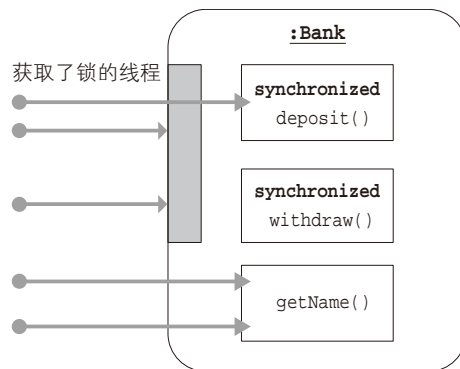 :Bank
获取了锁的线程
synchronized
deposit()
synchronized
withdraw()
getName()